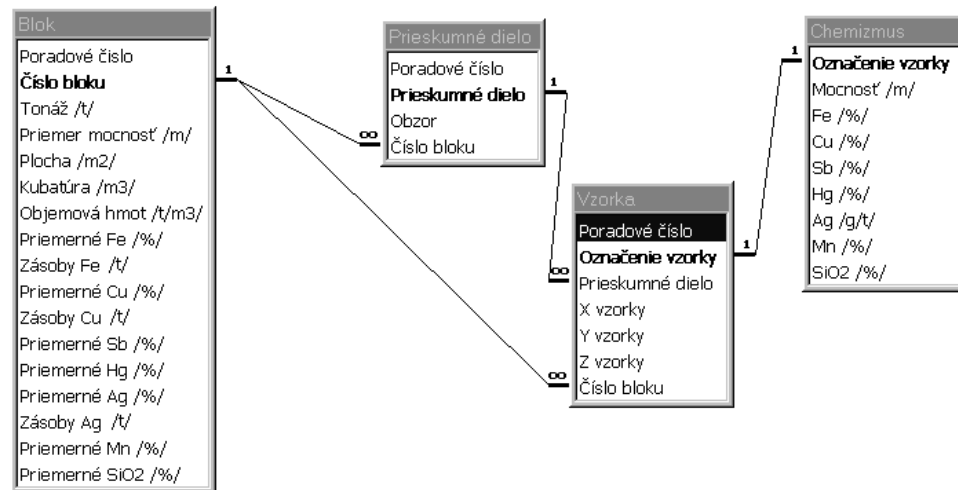 Blok
Poradové čislo
Číslo bloku
Tonáž /t/
Priemer mocnosť /m/
Plocha /m2/
Kubatúra /m3/
Objemová hmot /t/m3/
Priemerné Fe /%/
Zásoby Fe /t/
Priemerné Cu /%/
Zásoby Cu /t/
Priemerné Sb /%/
Priemerné Hg /%/
Priemerné Ag /%/
Zásoby Ag /t/
Priemerné Mn /%/
Priemerné SiO2 /%/
1
∞
∞
Prieskumné dielo
Poradové číslo
Prieskumné dielo
Obzor
Číslo bloku
1
∞
Vzorka
Poradové číslo
Označenie vzorky
Prieskumné dielo
X vzorky
Y vzorky
Z vzorky
Číslo bloku
1
1
Chemizmus
Označenie vzorky
Mocnosť /m/
Fe /%/
Cu /%/
Sb /%/
Hg /%/
Ag /g/t/
Mn /%/
SiO2 /%/